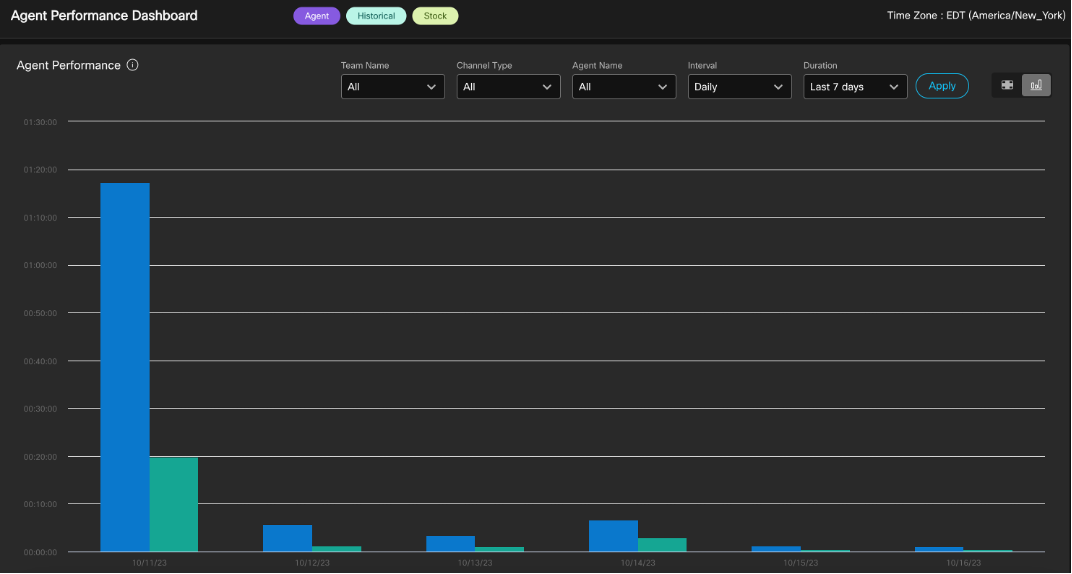 Agent Performance Dashboard Agent Historical Stock Time Zone : EDT (America/New_York)
Agent Performance
Team Name Channel Type Agent Name Interval Duration
All All All Daily Last 7 days Apply
01:30:00
01:20:00
01:10:00
01:00:00
00:50:00
00:40:00
00:30:00
00:20:00
00:10:00
00:00:00
10/11/23 10/12/23 10/13/23 10/14/23 10/15/23 10/16/23